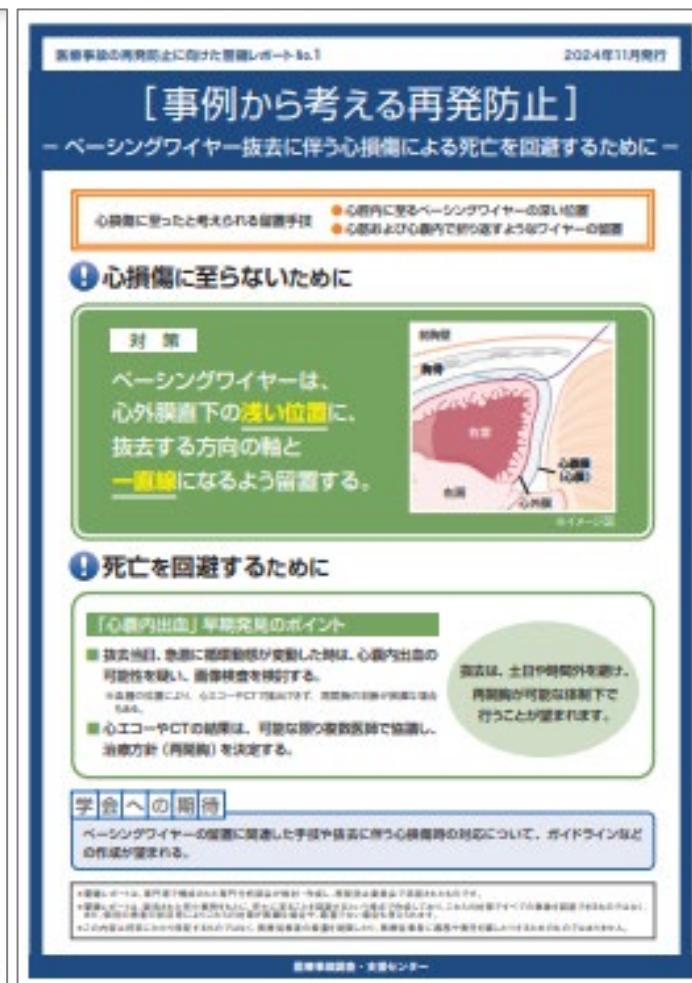 医療事故の再発防止に向けた警鐘レポート No.1
2024年11月発行
［事例から考える再発防止］
－ ペーシングワイヤー抜去に伴う心損傷による死亡を回避するために －
心損傷に至ったと考えられる留置手技
●心腔内に至るペーシングワイヤーの深い位置
●心筋および心嚢内で折り返すようなワイヤーの留置
心損傷に至らないために
対 策
ペーシングワイヤーは、
心外膜直下の浅い位置に、
抜去する方向の軸と
一直線になるよう留置する。
前胸壁
胸骨
右室
心嚢膜
(心膜)
右房
心外膜
※イメージ図
死亡を回避するために
「心嚢内出血」早期発見のポイント
■ 抜去当日、急激に循環動態が変動した時は、心嚢内出血の
可能性を疑い、画像検査を検討する。
■ 心エコーやCTの結果は、可能な限り複数医師で協議し、
治療方針（再開胸）を決定する。
抜去は、土日や時間外を避け、
再開胸が可能な体制下で
行うことが望まれます。
学会への期待
ペーシングワイヤーの留置に関連した手技や抜去に伴う心損傷時の対応について、ガイドラインなど
の作成が望まれる。
医療事故調査・支援センター